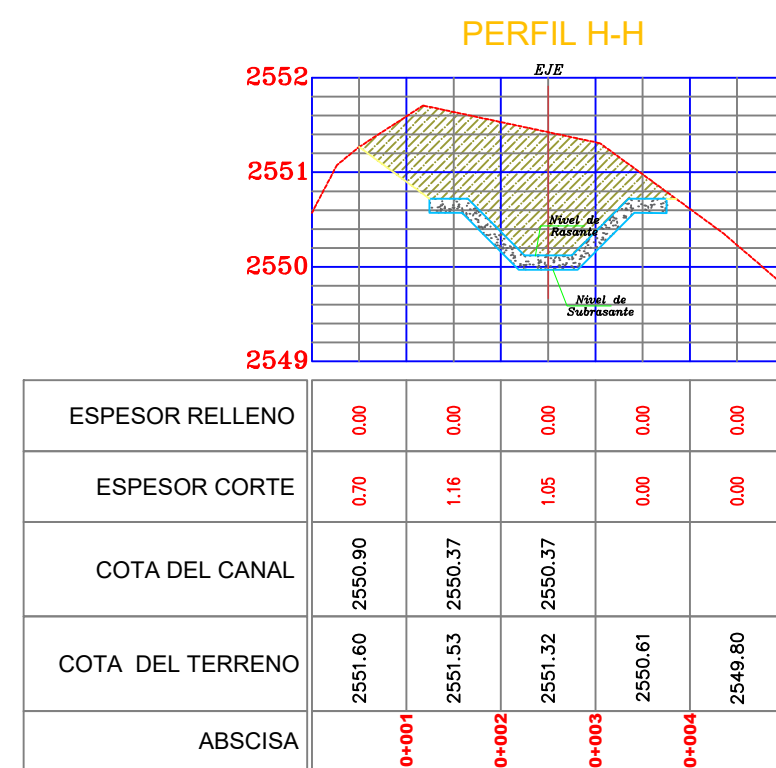 PERFIL H-H
EJE
2552
2551
2550
2549
Nivel de
Rasante
Nivel de
Subrasante
ESPESOR RELLENO 0.00 0.00 0.00 0.00 0.00
ESPESOR CORTE 0.70 1.16 1.05 0.00 0.00
COTA DEL CANAL 2550.90 2550.37 2550.37
COTA DEL TERRENO 2551.60 2551.53 2551.32 2550.61 2549.80
ABSCISA 0+001 0+002 0+003 0+004